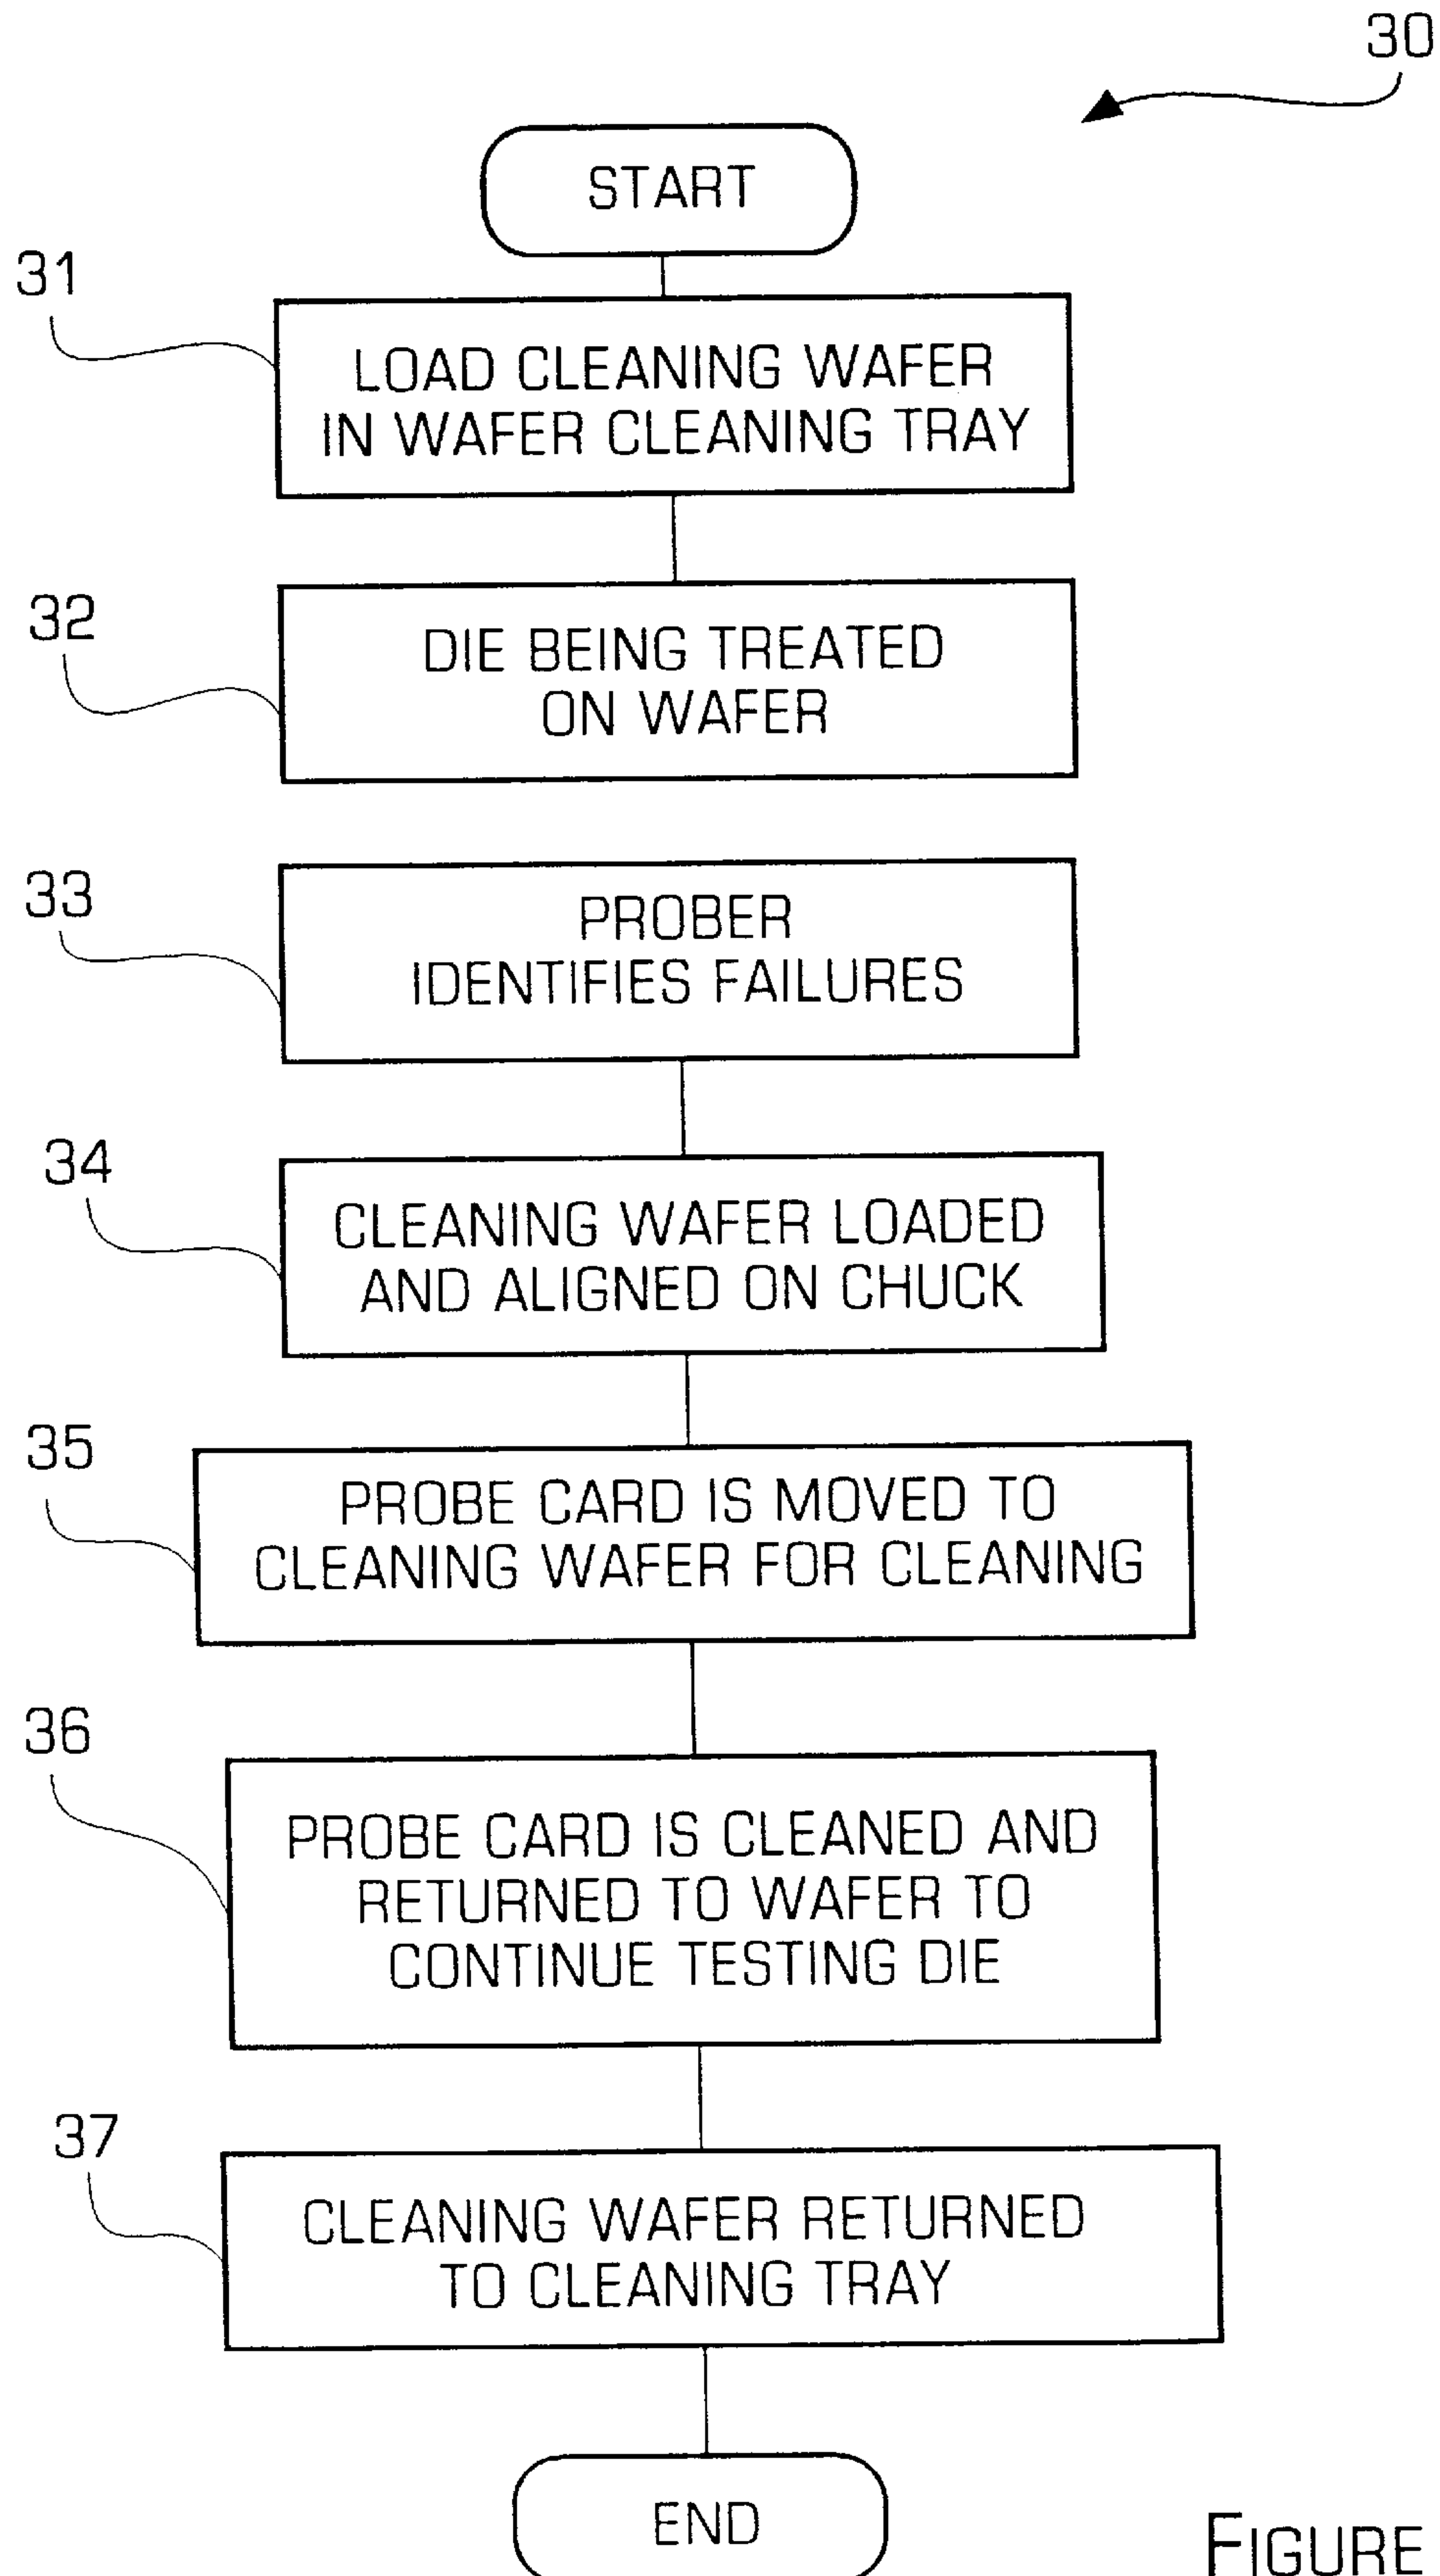 30
START
31
LOAD CLEANING WAFER
IN WAFER CLEANING TRAY
32
DIE BEING TREATED
ON WAFER
33
PROBER
IDENTIFIES FAILURES
34
CLEANING WAFER LOADED
AND ALIGNED ON CHUCK
35
PROBE CARD IS MOVED TO
CLEANING WAFER FOR CLEANING
36
PROBE CARD IS CLEANED AND
RETURNED TO WAFER TO
CONTINUE TESTING DIE
37
CLEANING WAFER RETURNED
TO CLEANING TRAY
END
FIGURE